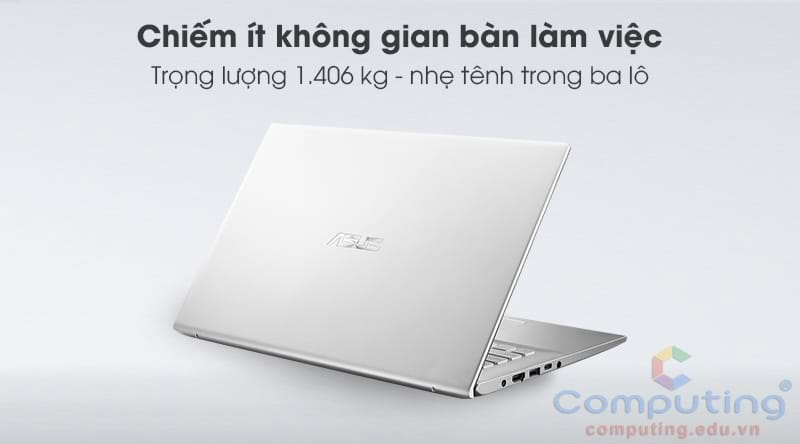 Chiếm ít không gian bàn làm việc
Trọng lượng 1.406 kg - nhẹ tênh trong ba lô
ASUS
Computing®
computing.edu.vn